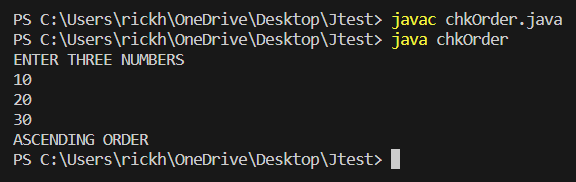 PS C:\Users\rickh\OneDrive\Desktop\Jtest> javac chkOrder.java
PS C:\Users\rickh\OneDrive\Desktop\Jtest> java chkOrder
ENTER THREE NUMBERS
10
20
30
ASCENDING ORDER
PS C:\Users\rickh\OneDrive\Desktop\Jtest>